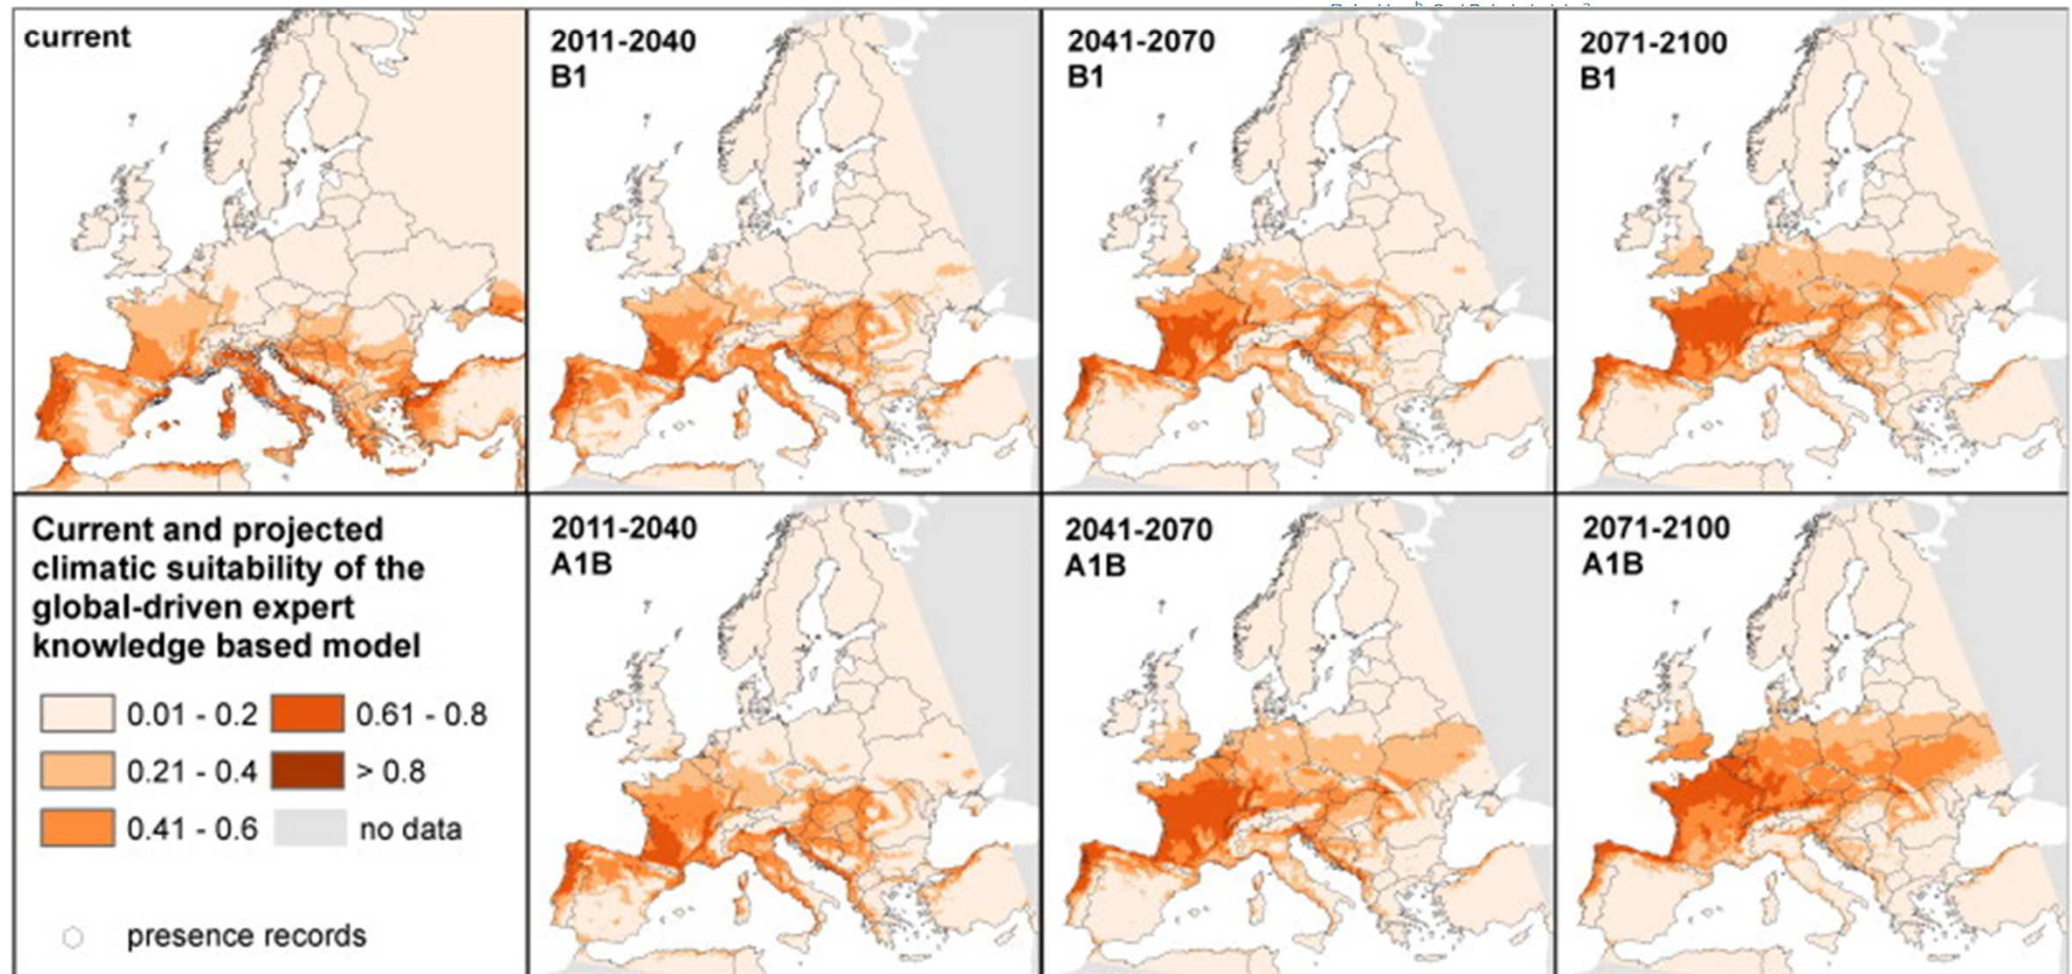 current
2011-2040
B1
2041-2070
B1
2071-2100
B1
Current and projected
climatic suitability of the
global-driven expert
knowledge based model
0.01 - 0.2
0.61 - 0.8
0.21 - 0.4
> 0.8
0.41 - 0.6
no data
presence records
2011-2040
A1B
2041-2070
A1B
2071-2100
A1B